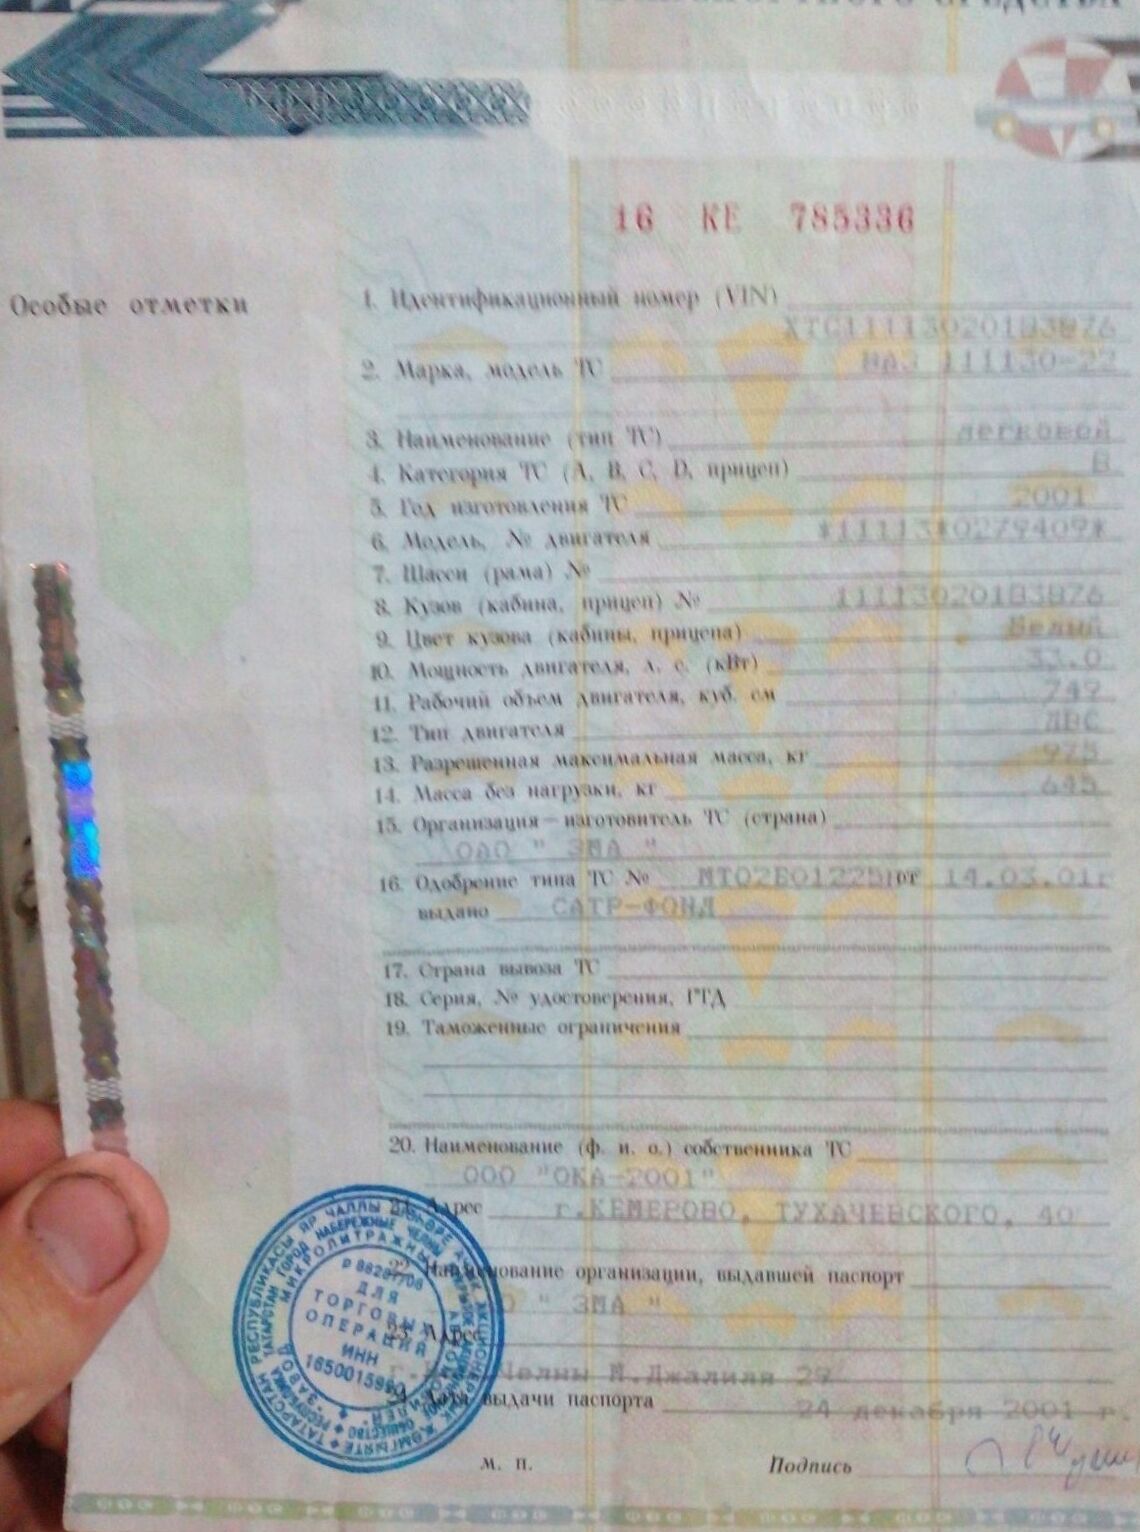 16 КЕ 785336
Особые отметки
1. Идентификационный номер (VIN)
ХТС11113020183876
2. Марка, модель ТС ВАЗ 111130-22
3. Наименование (тип ТС) легковой
4. Категория ТС (А, В, С, D, прицеп) В
5. Год изготовления ТС 2001
6. Модель, № двигателя *11113*0279409*
7. Шасси (рама) №
8. Кузов (кабина, прицеп) № 11113020183876
9. Цвет кузова (кабины, прицепа) Белый
10. Мощность двигателя, л. с. (кВт) 33.0
11. Рабочий объем двигателя, куб. см 749
12. Тип двигателя ДВС
13. Разрешенная максимальная масса, кг 975
14. Масса без нагрузки, кг 645
15. Организация—изготовитель ТС (страна)
ОАО " ЗМА "
16. Одобрение типа ТС № от 14.03.01г
выдано САТР-ФОНД
17. Страна вывоза ТС
18. Серия, № удостоверения, ГТД
19. Таможенные ограничения
20. Наименование (ф. и. о.) собственника ТС
ООО "ОКА-2001"
21. Адрес г.КЕМЕРОВО, ТУХАЧЕВСКОГО, 40
22. Наименование организации, выдавшей паспорт
" ЗМА "
23. Адрес
Челны М.Джалиля 29
24. Дата выдачи паспорта 24 декабря 2001 г.
ДЛЯ
ТОРГОВЫХ
ОПЕРАЦИЙ
ИНН
м. п. Подпись